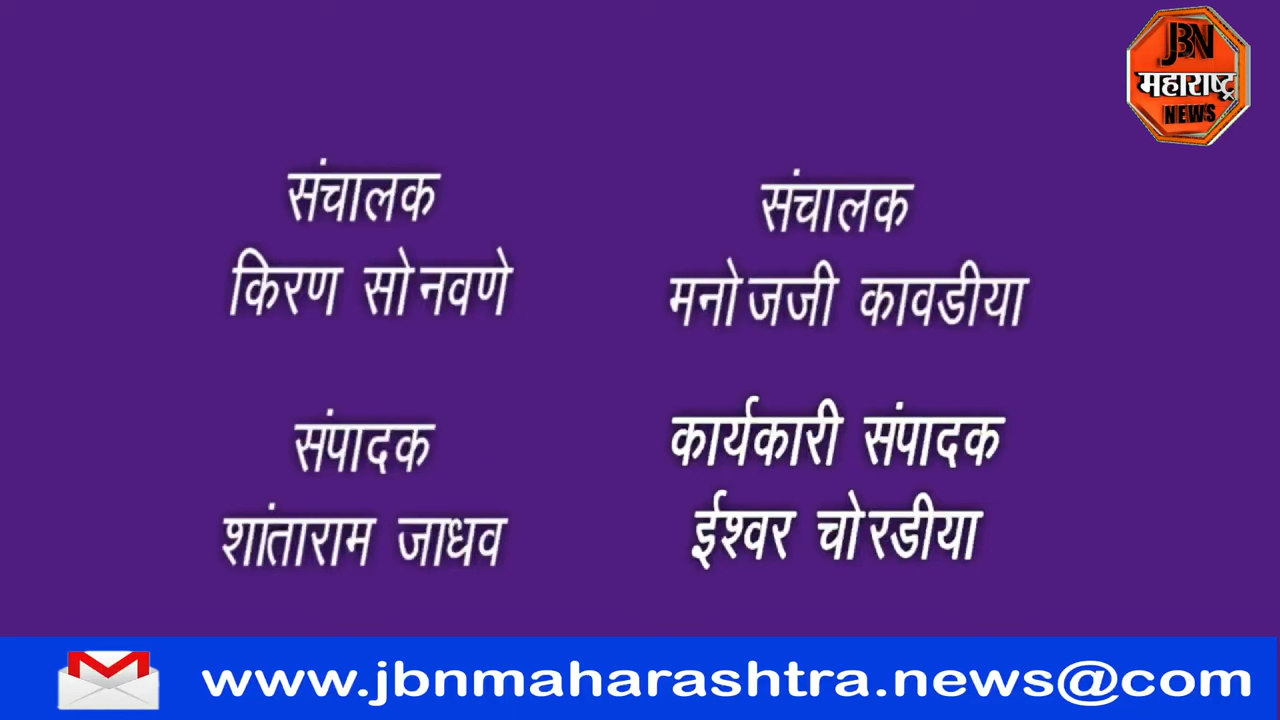 JBN
महाराष्ट्र
NEWS
संचालक
किरण सोनवणे
संचालक
मनोजजी कावडीया
संपादक
शांताराम जाधव
कार्यकारी संपादक
ईश्वर चोरडीया
www.jbnmaharashtra.news@com